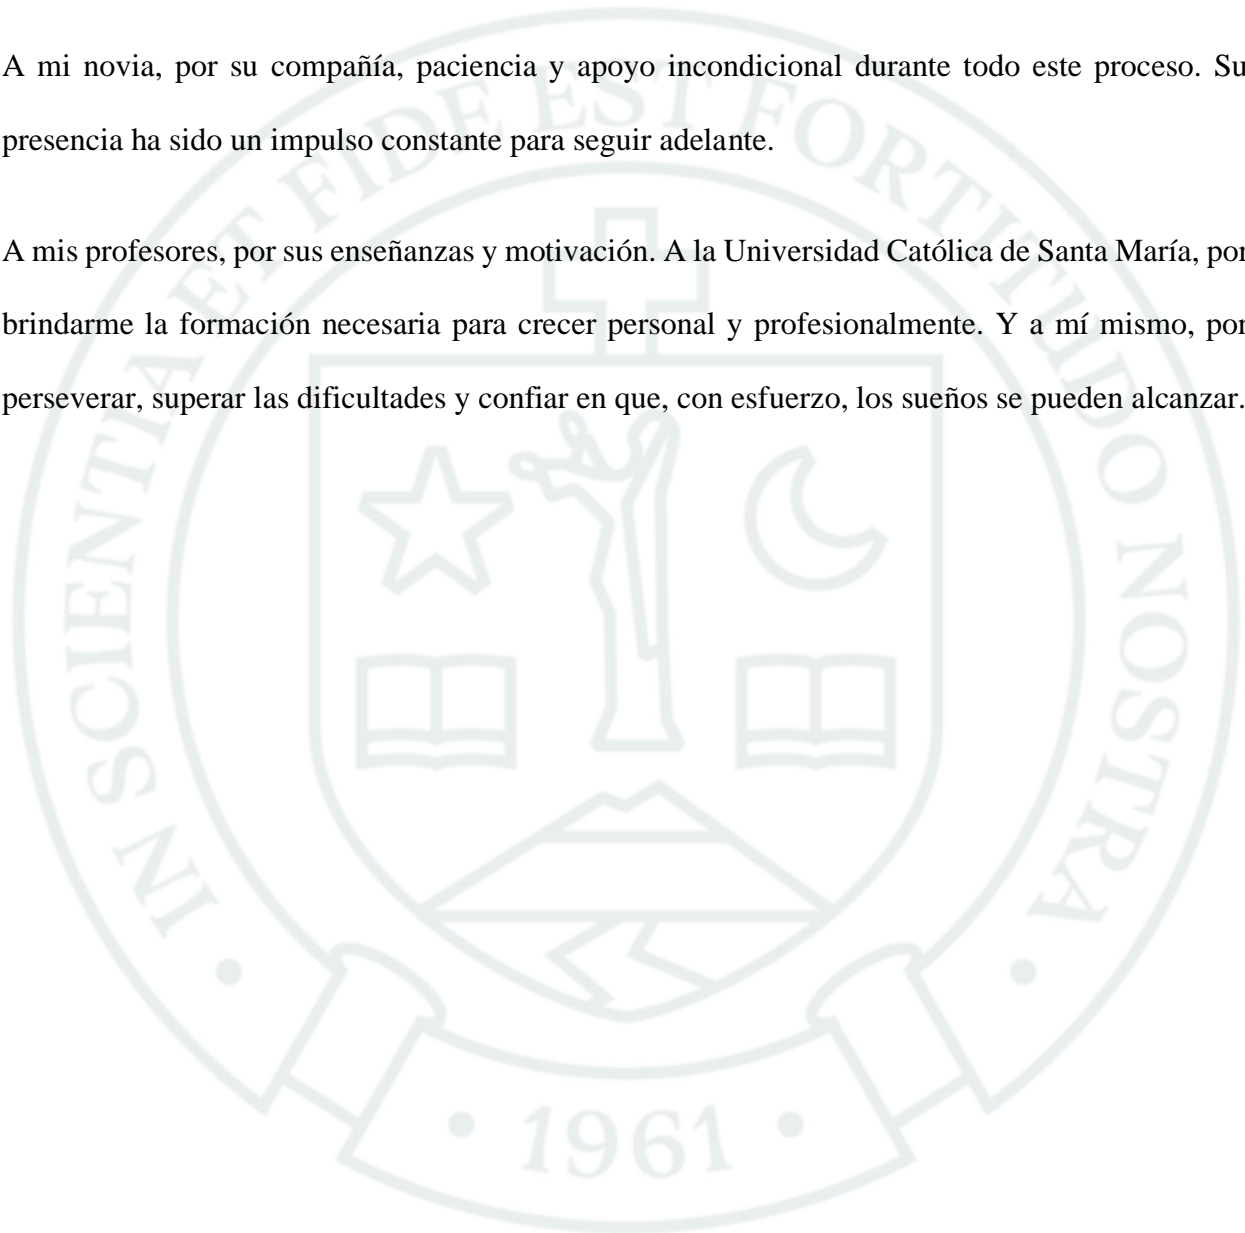 A mi novia, por su compañía, paciencia y apoyo incondicional durante todo este proceso. Su
presencia ha sido un impulso constante para seguir adelante.
A mis profesores, por sus enseñanzas y motivación. A la Universidad Católica de Santa María, por
brindarme la formación necesaria para crecer personal y profesionalmente. Y a mí mismo, por
perseverar, superar las dificultades y confiar en que, con esfuerzo, los sueños se pueden alcanzar.
IN SCIENTIA ET FIDE EST FORTITUDO NOSTRA
• 1961 •